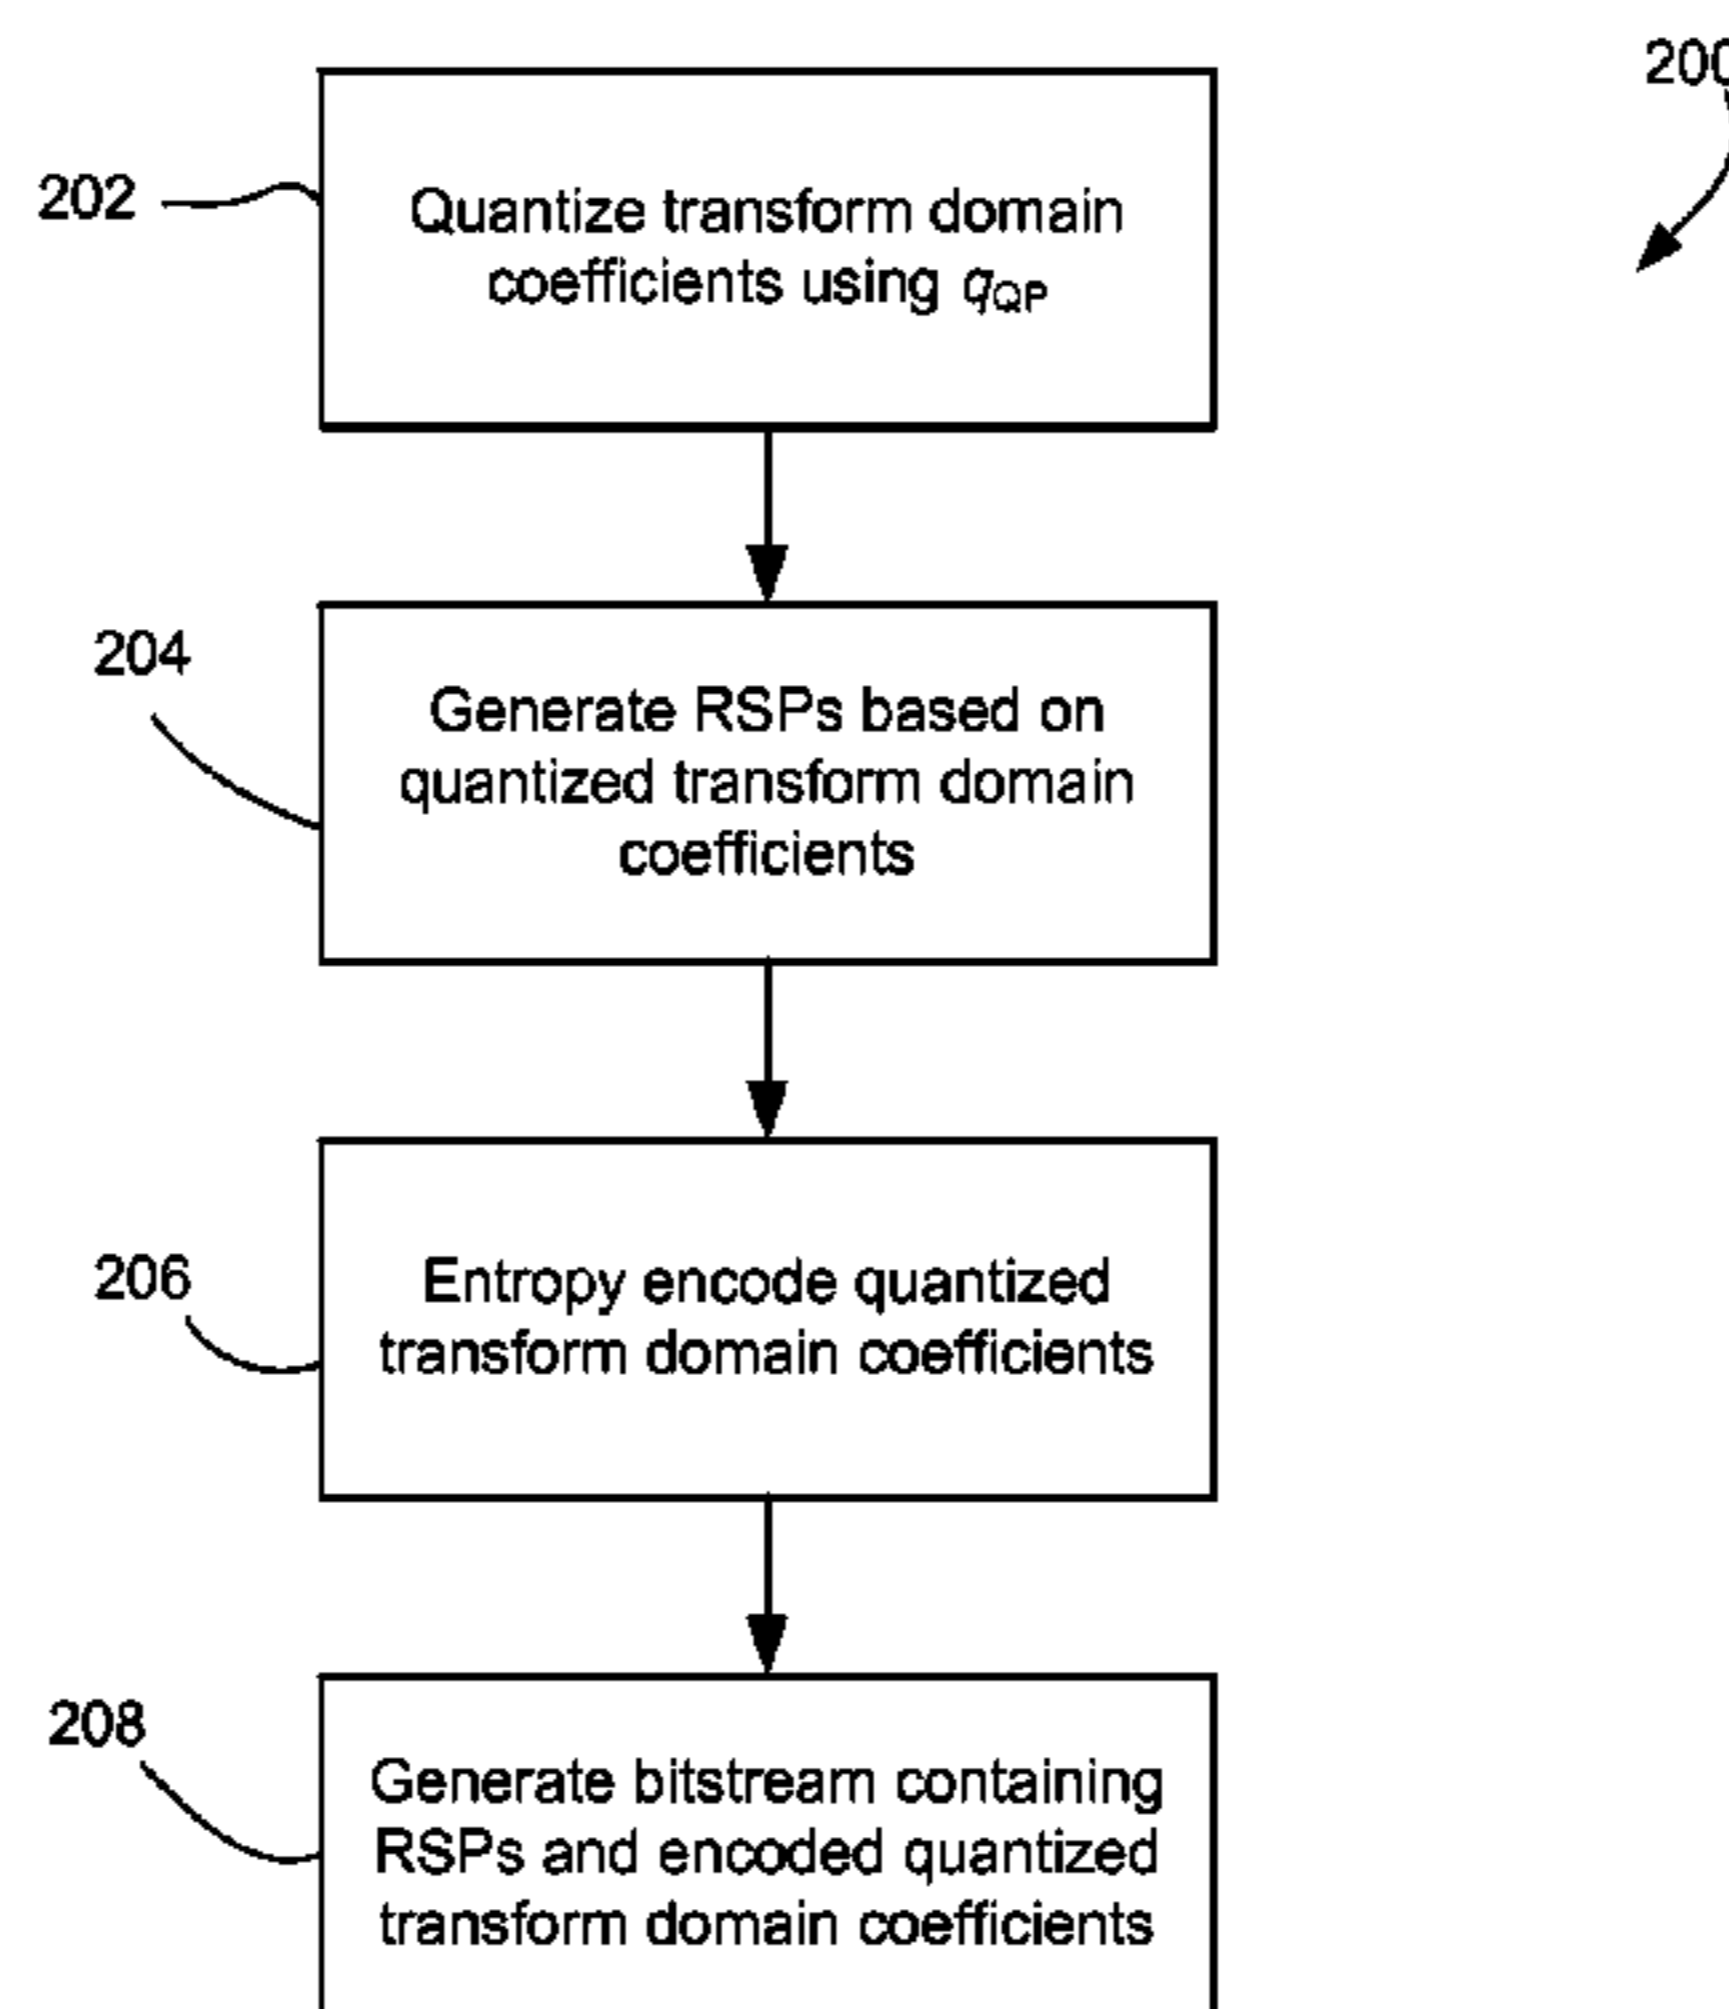 200
202
Quantize transform domain
coefficients using qQP
204
Generate RSPs based on
quantized transform domain
coefficients
206
Entropy encode quantized
transform domain coefficients
208
Generate bitstream containing
RSPs and encoded quantized
transform domain coefficients